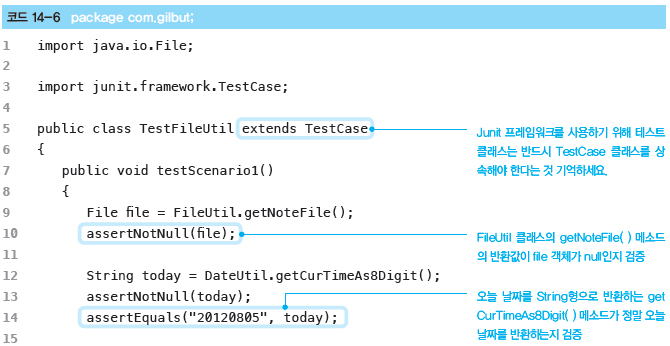 코드 14-6 package com.gilbut;
1 import java.io.File;
2
3 import junit.framework.TestCase;
4
5 public class TestFileUtil extends TestCase
6 {
7 public void testScenario1()
8 {
9 File file = FileUtil.getNoteFile();
10 assertNotNull(file);
11
12 String today = DateUtil.getCurTimeAs8Digit();
13 assertNotNull(today);
14 assertEquals("20120805", today);
15
Junit 프레임워크를 사용하기 위해 테스트
클래스는 반드시 TestCase 클래스를 상
속해야 한다는 것 기억하세요.
FileUtil 클래스의 getNoteFile( ) 메소드
의 반환값이 file 객체가 null인지 검증
오늘 날짜를 String형으로 반환하는 get
CurTimeAs8Digit( ) 메소드가 정말 오늘
날짜를 반환하는지 검증